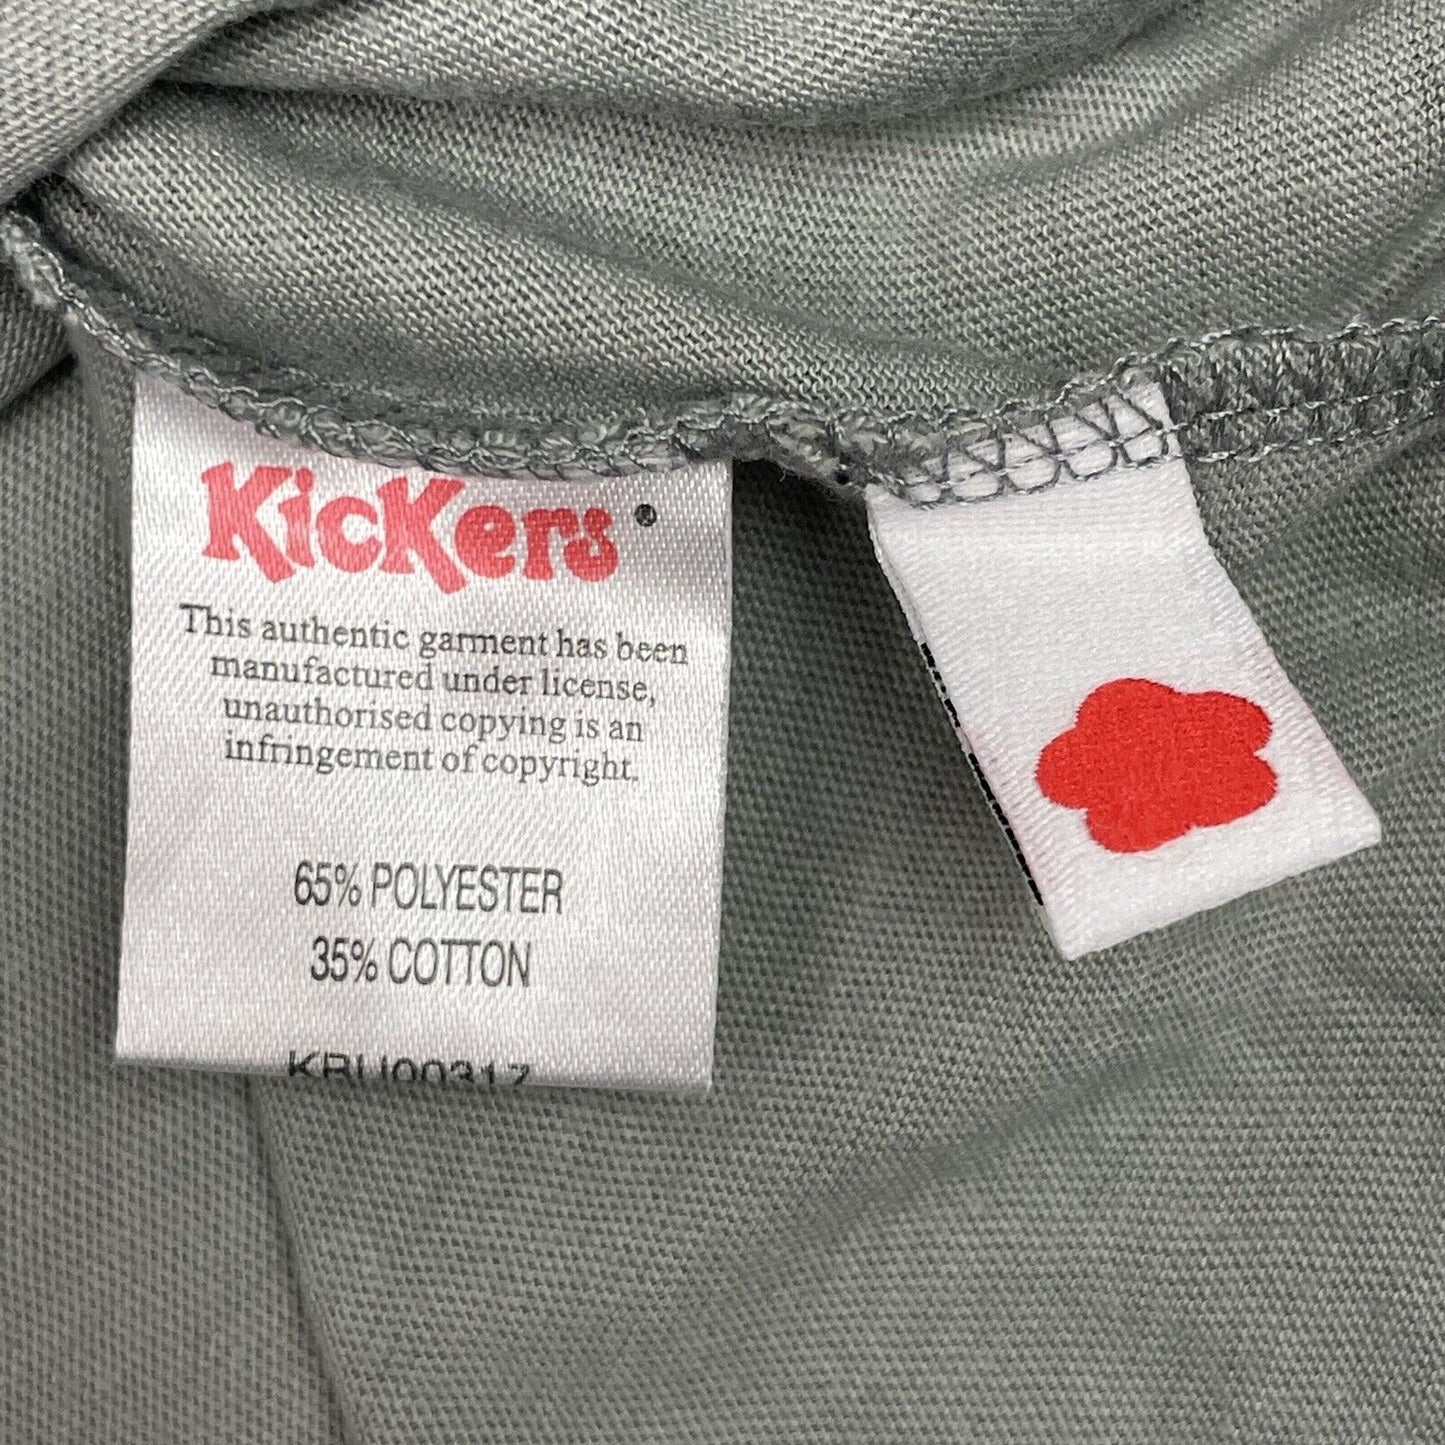 KicKers
This authentic garment has been
manufactured under license,
unauthorised copying is an
infringement of copyright.
65% POLYESTER
35% COTTON
KBU00317